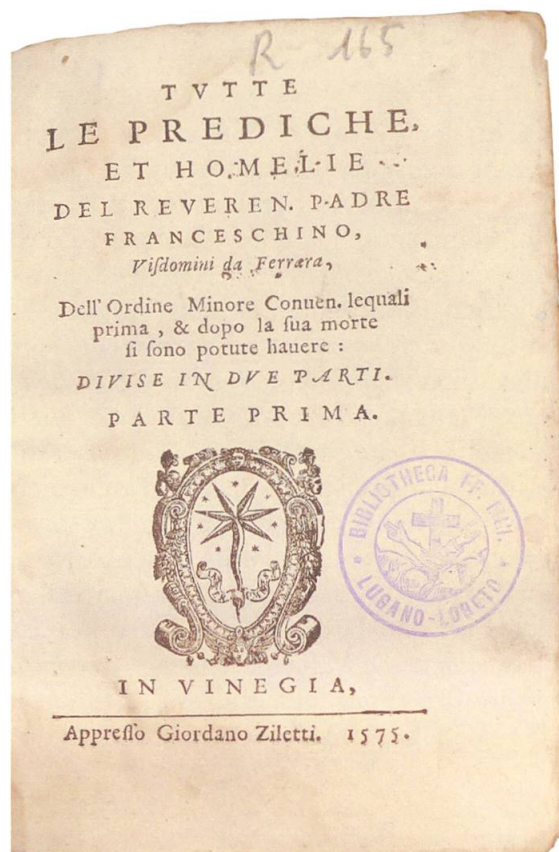 R 165
TVTTE
LE PREDICHE,
ET HOMELIE
DEL REVEREN. PADRE
FRANCESCHINO,
Viſdomini da Ferrara,
Dell'Ordine Minore Conuen. lequali
prima, & dopo la ſua morte
ſi ſono potute hauere:
DIVISE IN DVE PARTI.
PARTE PRIMA.
BIBLIOTHECA FF. MM.
LUGANO-LORETO
IN VINEGIA,
Appreſſo Giordano Ziletti. 1575.